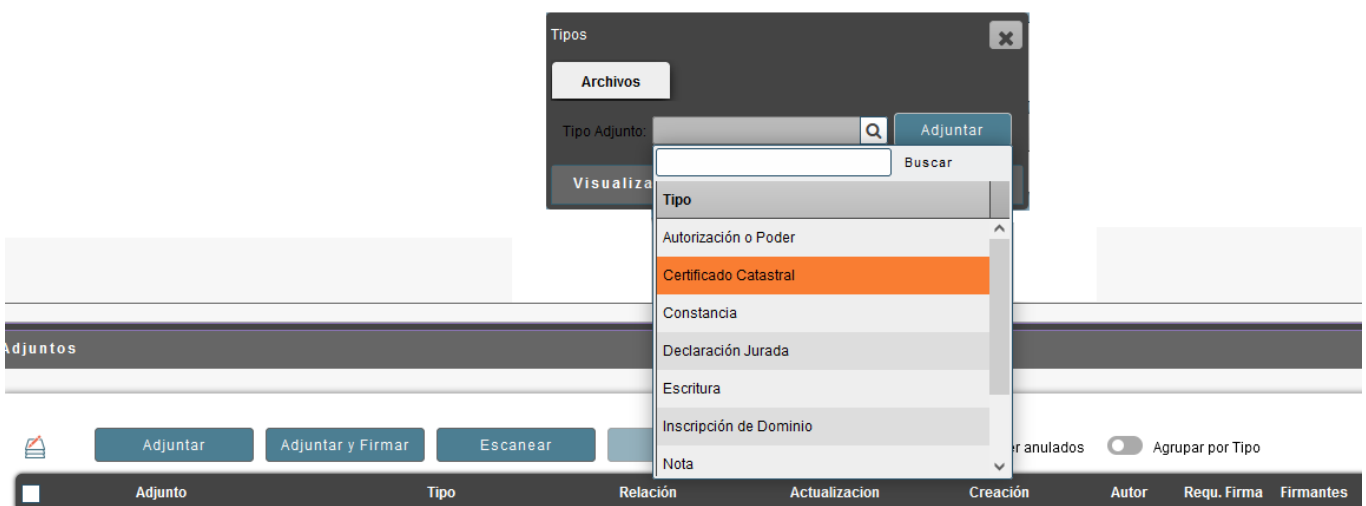 Tipos
Archivos
Tipo Adjunto:
Adjuntar
Buscar
Visualiza
Tipo
Autorización o Poder
Certificado Catastral
Constancia
Declaración Jurada
Escritura
Inscripción de Dominio
Nota
Adjuntos
Adjuntar Adjuntar y Firmar Escanear er anulados Agrupar por Tipo
Adjunto Tipo Relación Actualizacion Creación Autor Requ. Firma Firmantes